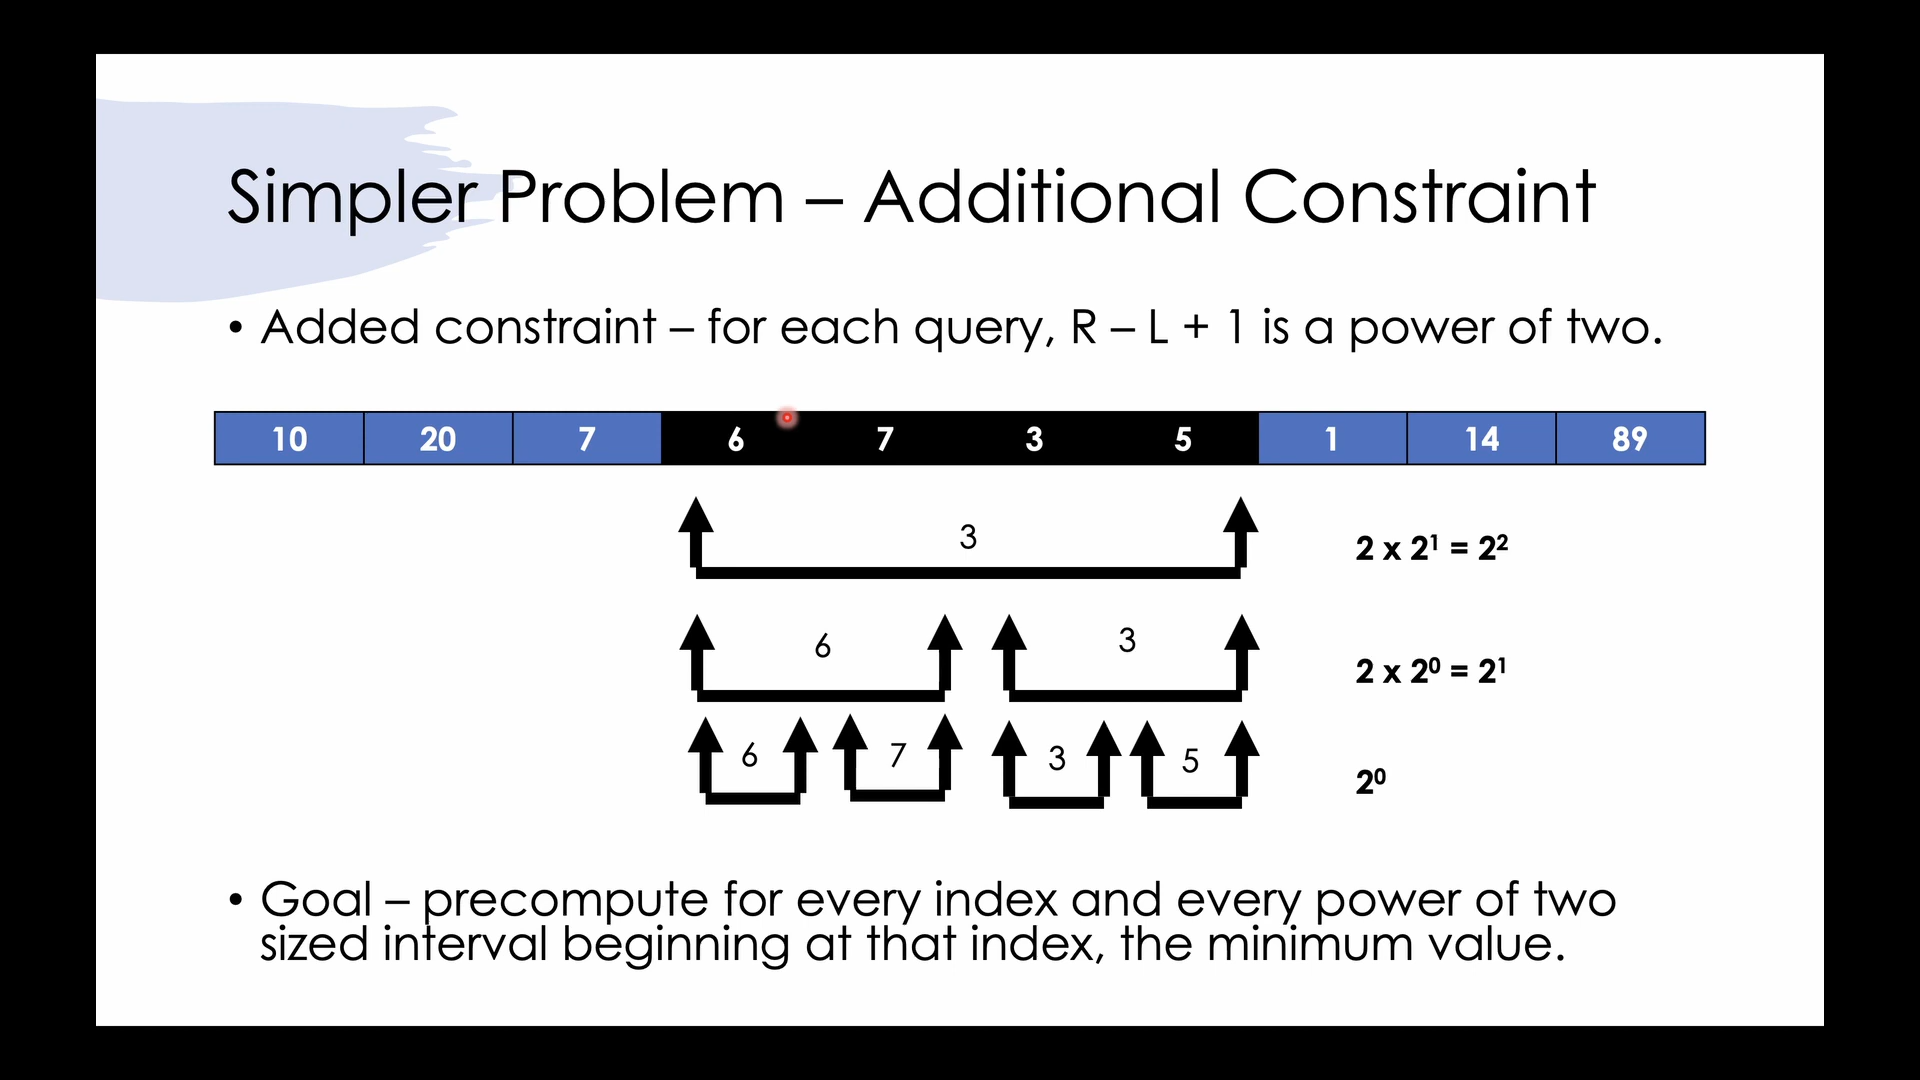 Simpler Problem – Additional Constraint
• Added constraint – for each query, R – L + 1 is a power of two.
10 20 7 6 7 3 5 1 14 89
3 2 x 2¹ = 2²
6 3 2 x 2⁰ = 2¹
6 7 3 5 2⁰
• Goal – precompute for every index and every power of two
sized interval beginning at that index, the minimum value.